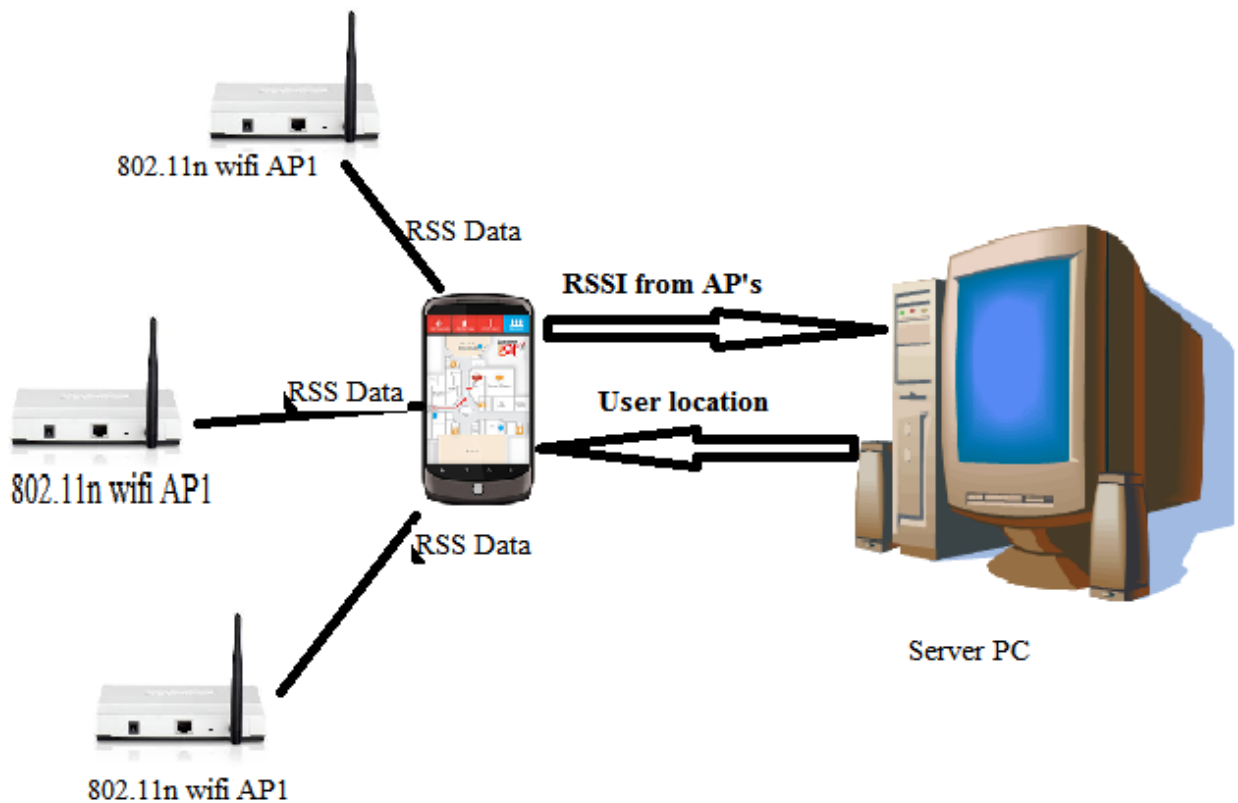 802.11n wifi AP1
RSS Data
RSSI from AP's
RSS Data
User location
802.11n wifi AP1
RSS Data
Server PC
802.11n wifi AP1